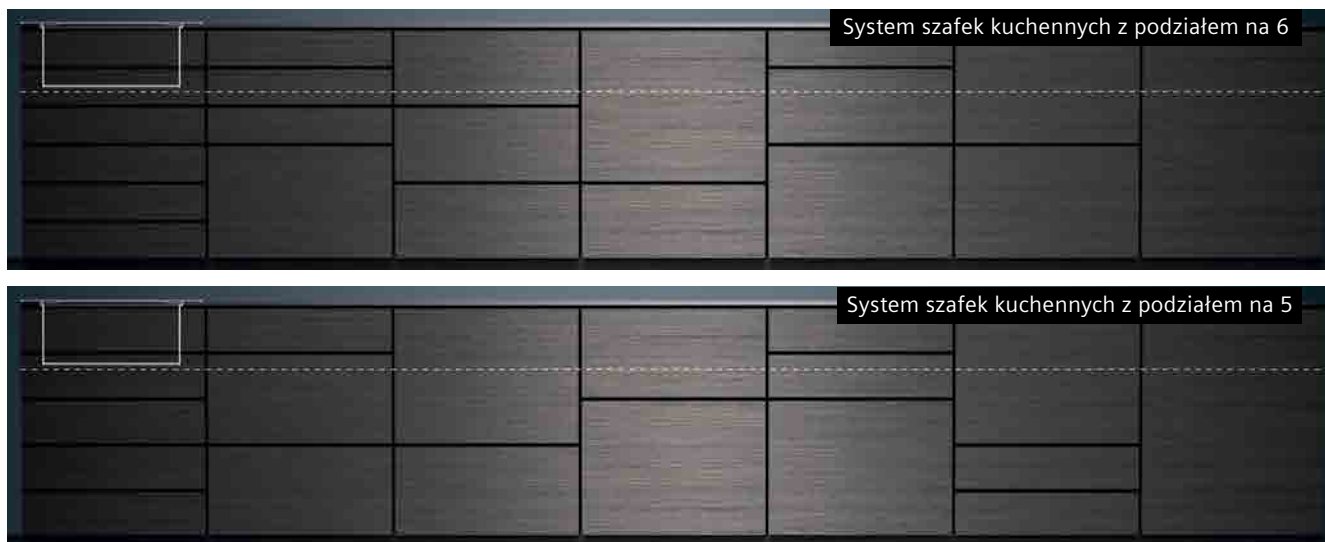 System szafek kuchennych z podziałem na 6
System szafek kuchennych z podziałem na 5